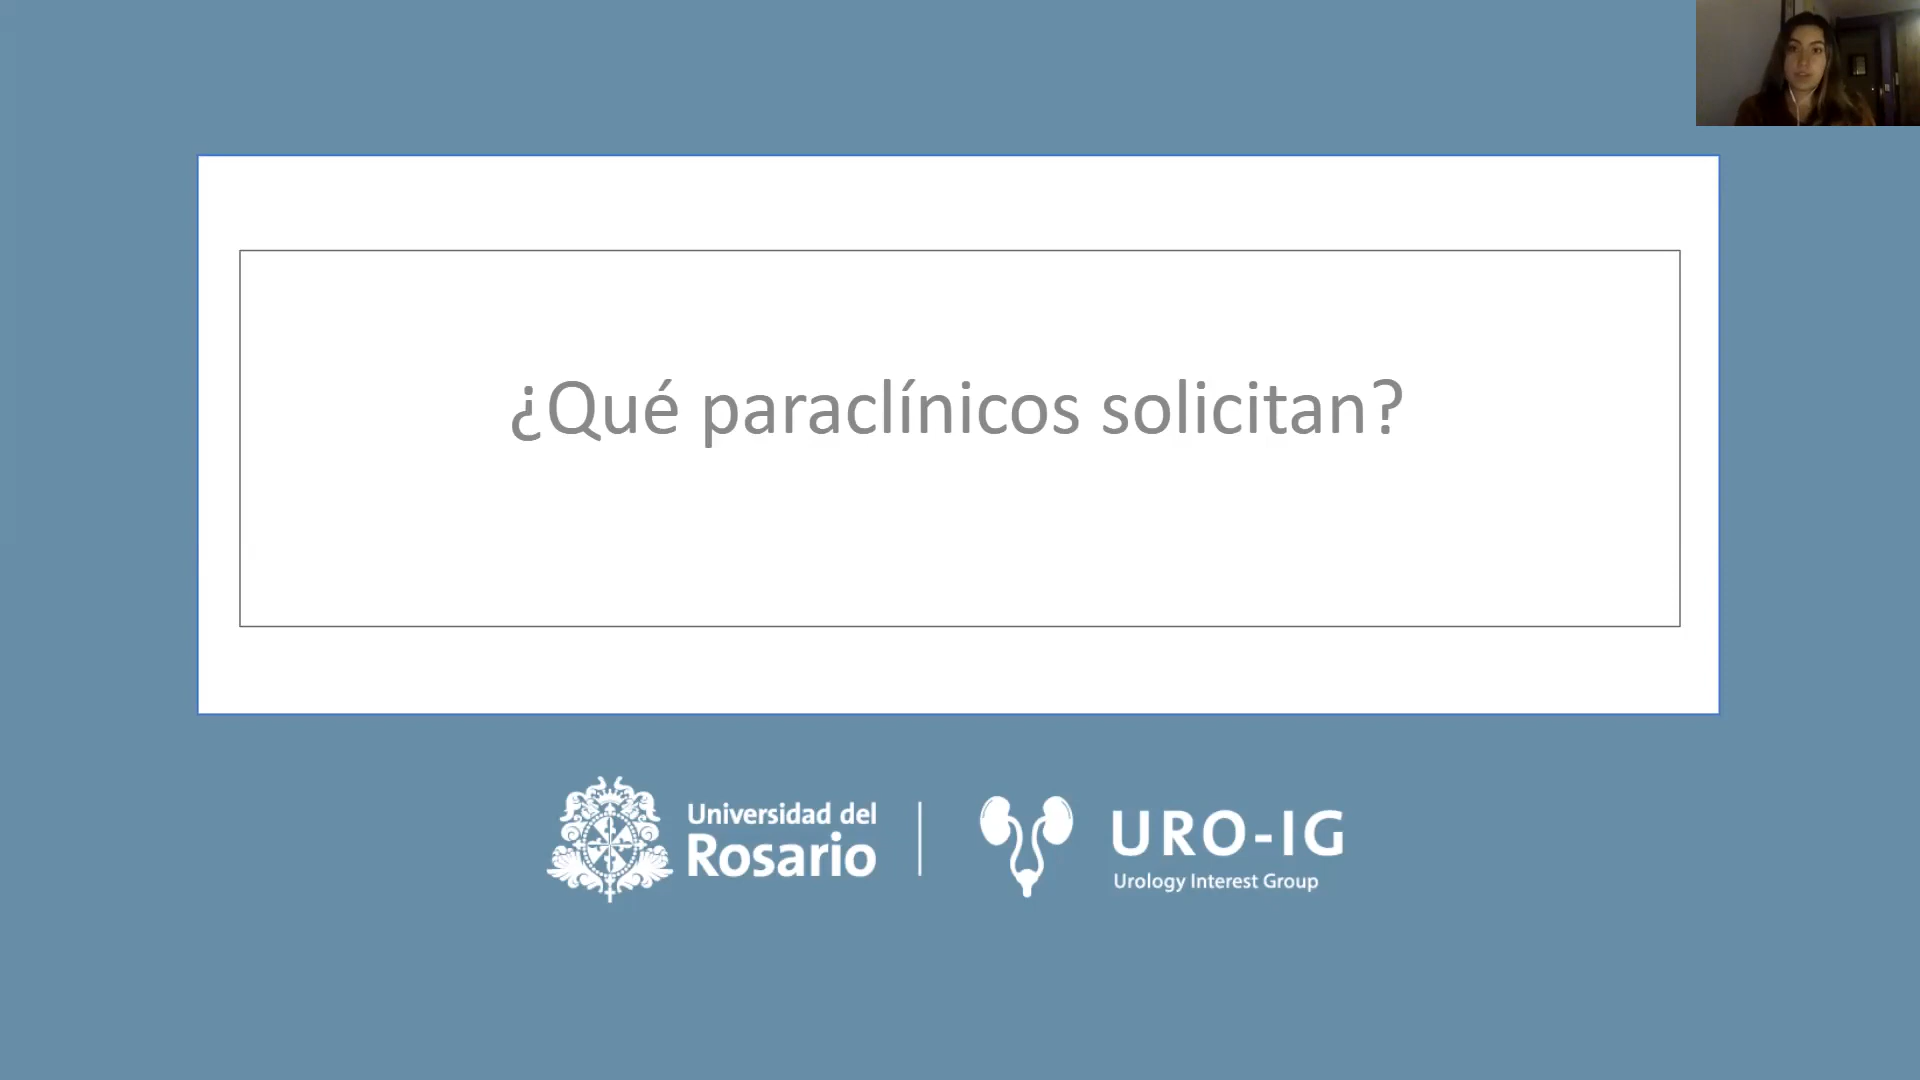 ¿Qué paraclínicos solicitan?
Universidad del
Rosario
URO-IG
Urology Interest Group